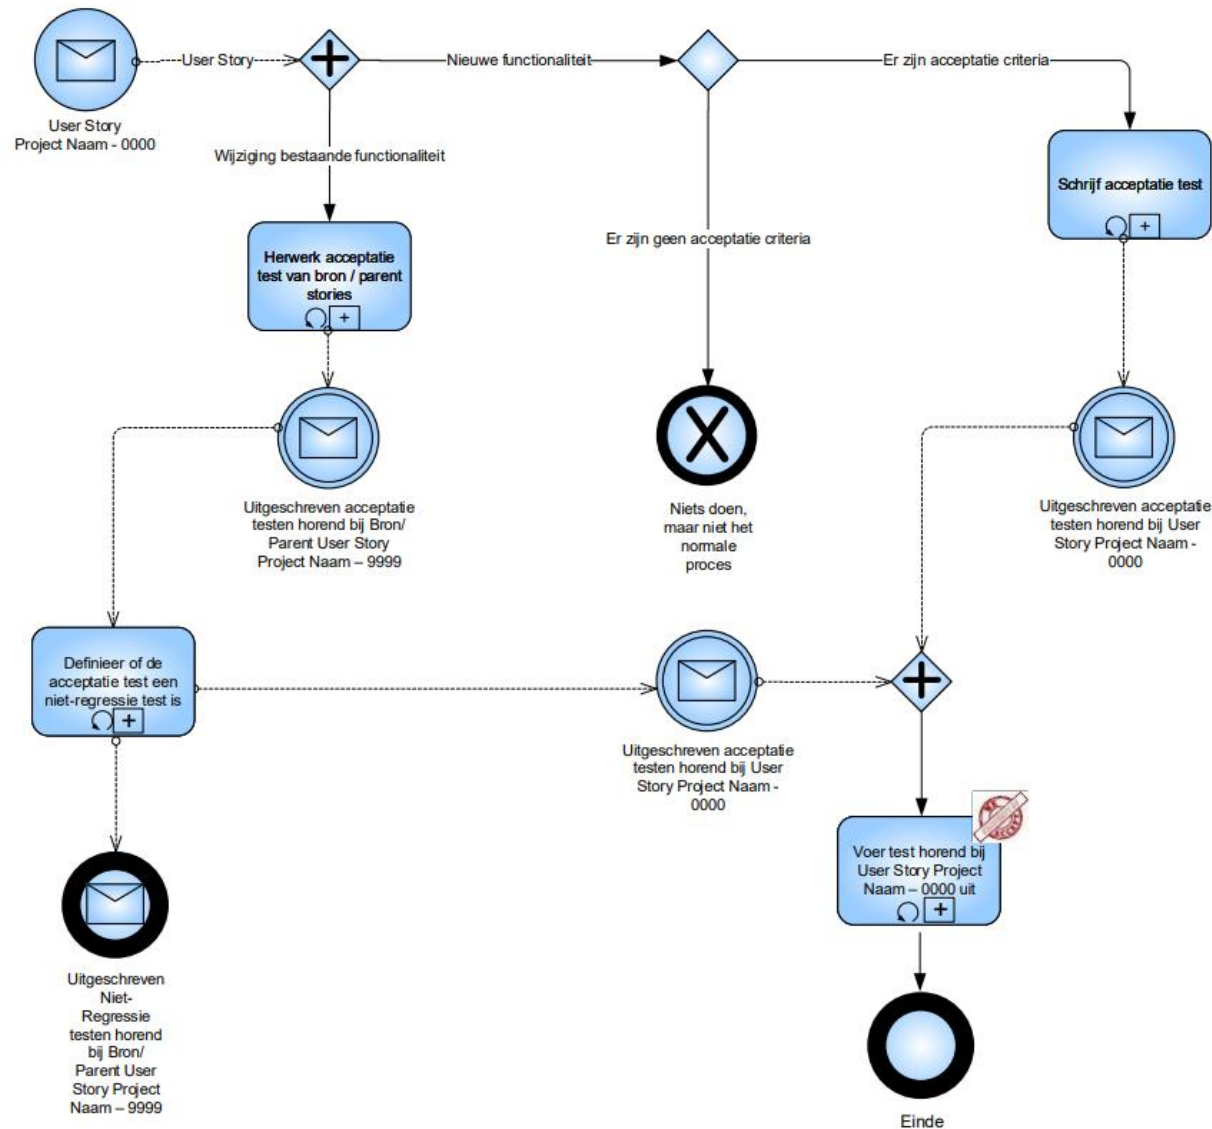 User Story
Nieuwe functionaliteit
Er zijn acceptatie criteria
User Story
Project Naam - 0000
Wijziging bestaande functionaliteit
Schrijf acceptatie test
+
Er zijn geen acceptatie criteria
Herwerk acceptatie
test van bron / parent
stories
+
Uitgeschreven acceptatie
testen horend bij Bron/
Parent User Story
Project Naam – 9999
X
Niets doen,
maar niet het
normale
proces
Uitgeschreven acceptatie
testen horend bij User
Story Project Naam -
0000
Definieer of de
acceptatie test een
niet-regressie test is
+
Uitgeschreven acceptatie
testen horend bij User
Story Project Naam -
0000
Voer test horend bij
User Story Project
Naam – 0000 uit
+
Uitgeschreven
Niet-
Regressie
testen horend
bij Bron/
Parent User
Story Project
Naam – 9999
Einde